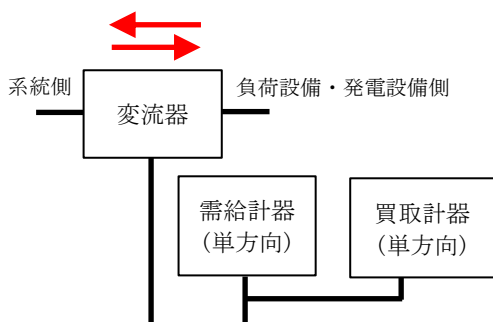 系統側
変流器
負荷設備・発電設備側
需給計器
(単方向)
買取計器
(単方向)